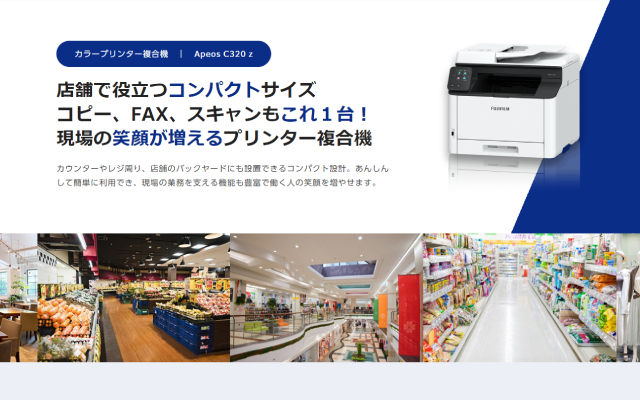 カラープリンター複合機 | Apeos C320 z
店舗で役立つコンパクトサイズ
コピー、FAX、スキャンもこれ１台！
現場の笑顔が増えるプリンター複合機
カウンターやレジ周り、店舗のバックヤードにも設置できるコンパクト設計。あんしん
して簡単に利用でき、現場の業務を支える機能も豊富で働く人の笑顔を増やせます。
FUJIFILM